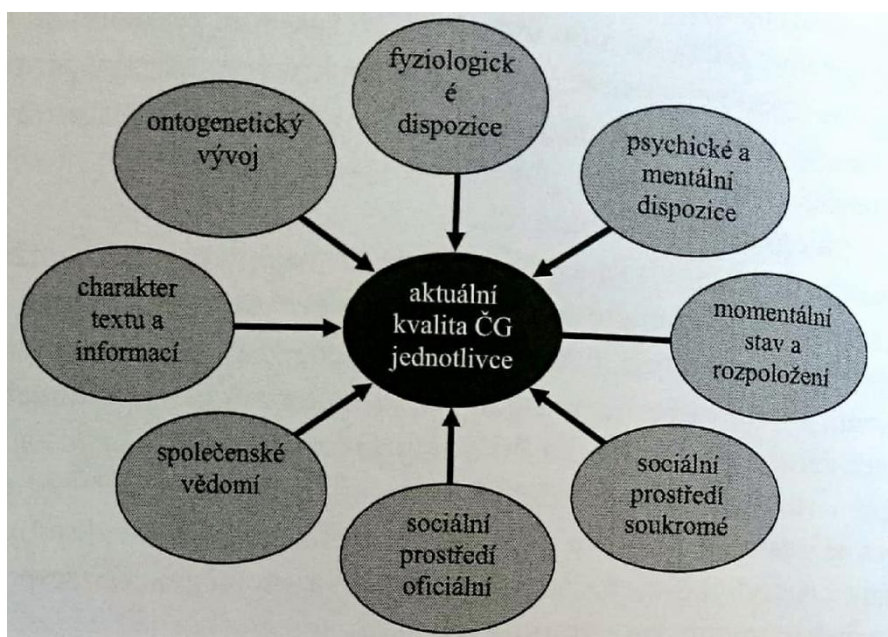 fyziologick
é
dispozice
ontogenetický
vývoj
psychické a
mentální
dispozice
charakter
textu a
informací
aktuální
kvalita ČG
jednotlivce
momentální
stav a
rozpoložení
společenské
vědomí
sociální
prostředí
oficiální
sociální
prostředí
soukromé